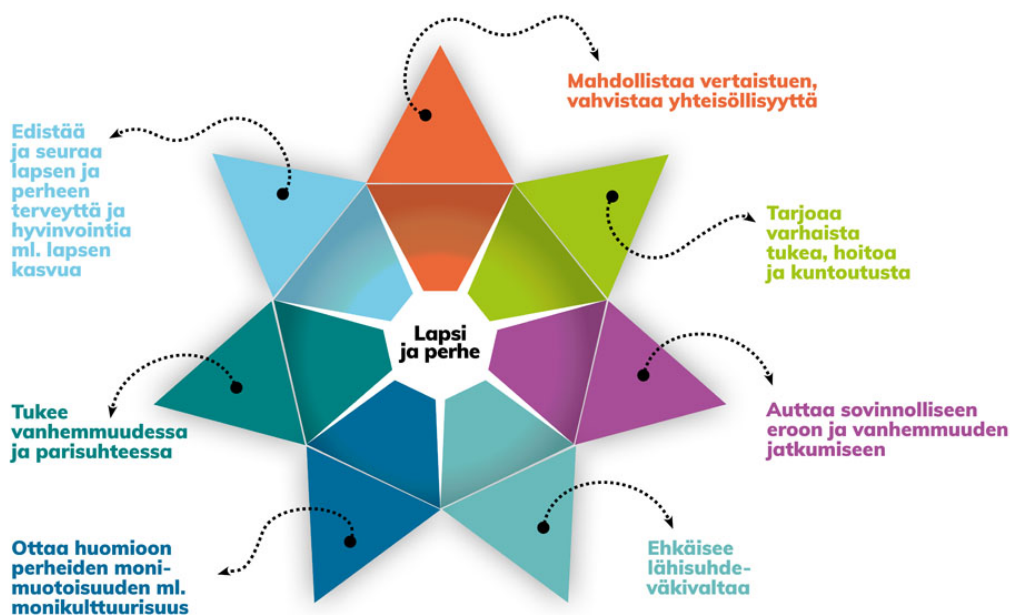 Mahdollistaa vertaistuen,
vahvistaa yhteisöllisyyttä
Edistää
ja seuraa
lapsen ja
perheen
terveyttä ja
hyvinvointia
ml. lapsen
kasvua
Tarjoaa
varhaista
tukea, hoitoa
ja kuntoutusta
Lapsi
ja perhe
Tukee
vanhemmuudessa
ja parisuhteessa
Auttaa sovinnolliseen
eroon ja vanhemmuuden
jatkumiseen
Ottaa huomioon
perheiden moni-
muotoisuuden ml.
monikulttuurisuus
Ehkäisee
lähisuhde-
väkivaltaa